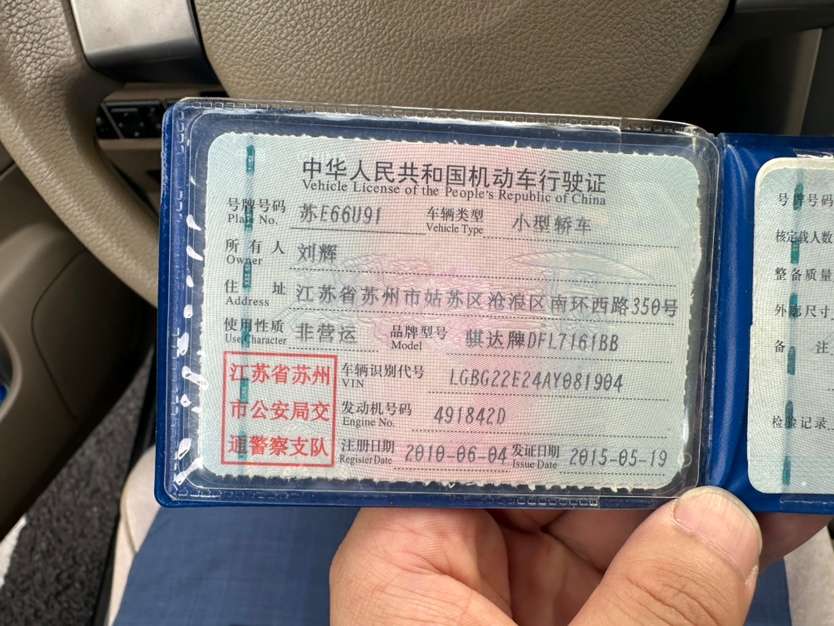 中华人民共和国机动车行驶证
Vehicle License of the People's Republic of China
号牌号码 苏E66U91 车辆类型 小型轿车
Plate No. Vehicle Type
所有人 刘辉
Owner
住址 江苏省苏州市姑苏区沧浪区南环西路350号
Address
使用性质 非营运 品牌型号 骐达牌DFL7161BB
Use Character Model
江苏省苏州
市公安局交
通警察支队
车辆识别代号 LGBG22E24AY081904
VIN
发动机号码 491842D
Engine No.
注册日期 2010-06-04 发证日期 2015-05-19
Register Date Issue Date
号牌号码
核定载人数
整备质量
外廓尺寸
备注
检验记录